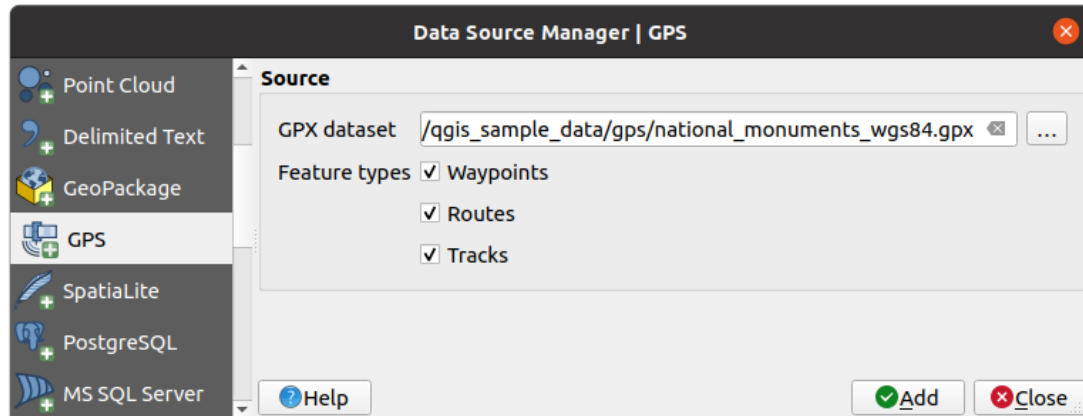 Data Source Manager | GPS
Point Cloud
Delimited Text
GeoPackage
GPS
SpatiaLite
PostgreSQL
MS SQL Server
Source
GPX dataset /qgis_sample_data/gps/national_monuments_wgs84.gpx ...
Feature types Waypoints
Routes
Tracks
Help Add Close